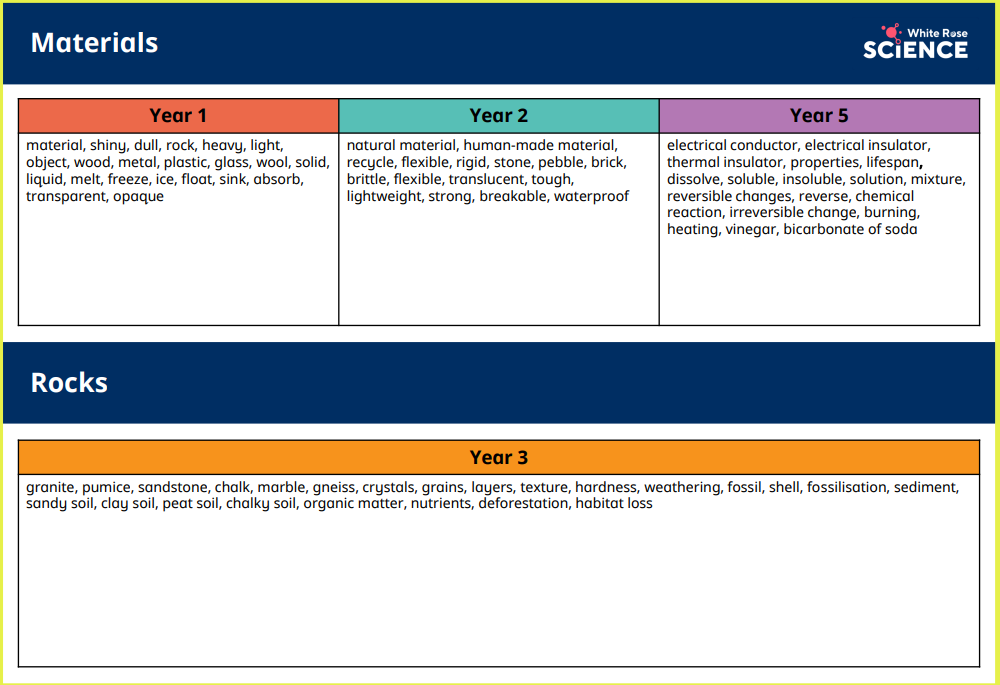 Materials
White Rose
SCIENCE
Year 1
material, shiny, dull, rock, heavy, light,
object, wood, metal, plastic, glass, wool, solid,
liquid, melt, freeze, ice, float, sink, absorb,
transparent, opaque
Year 2
natural material, human-made material,
recycle, flexible, rigid, stone, pebble, brick,
brittle, flexible, translucent, tough,
lightweight, strong, breakable, waterproof
Year 5
electrical conductor, electrical insulator,
thermal insulator, properties, lifespan,
dissolve, soluble, insoluble, solution, mixture,
reversible changes, reverse, chemical
reaction, irreversible change, burning,
heating, vinegar, bicarbonate of soda
Rocks
Year 3
granite, pumice, sandstone, chalk, marble, gneiss, crystals, grains, layers, texture, hardness, weathering, fossil, shell, fossilisation, sediment,
sandy soil, clay soil, peat soil, chalky soil, organic matter, nutrients, deforestation, habitat loss